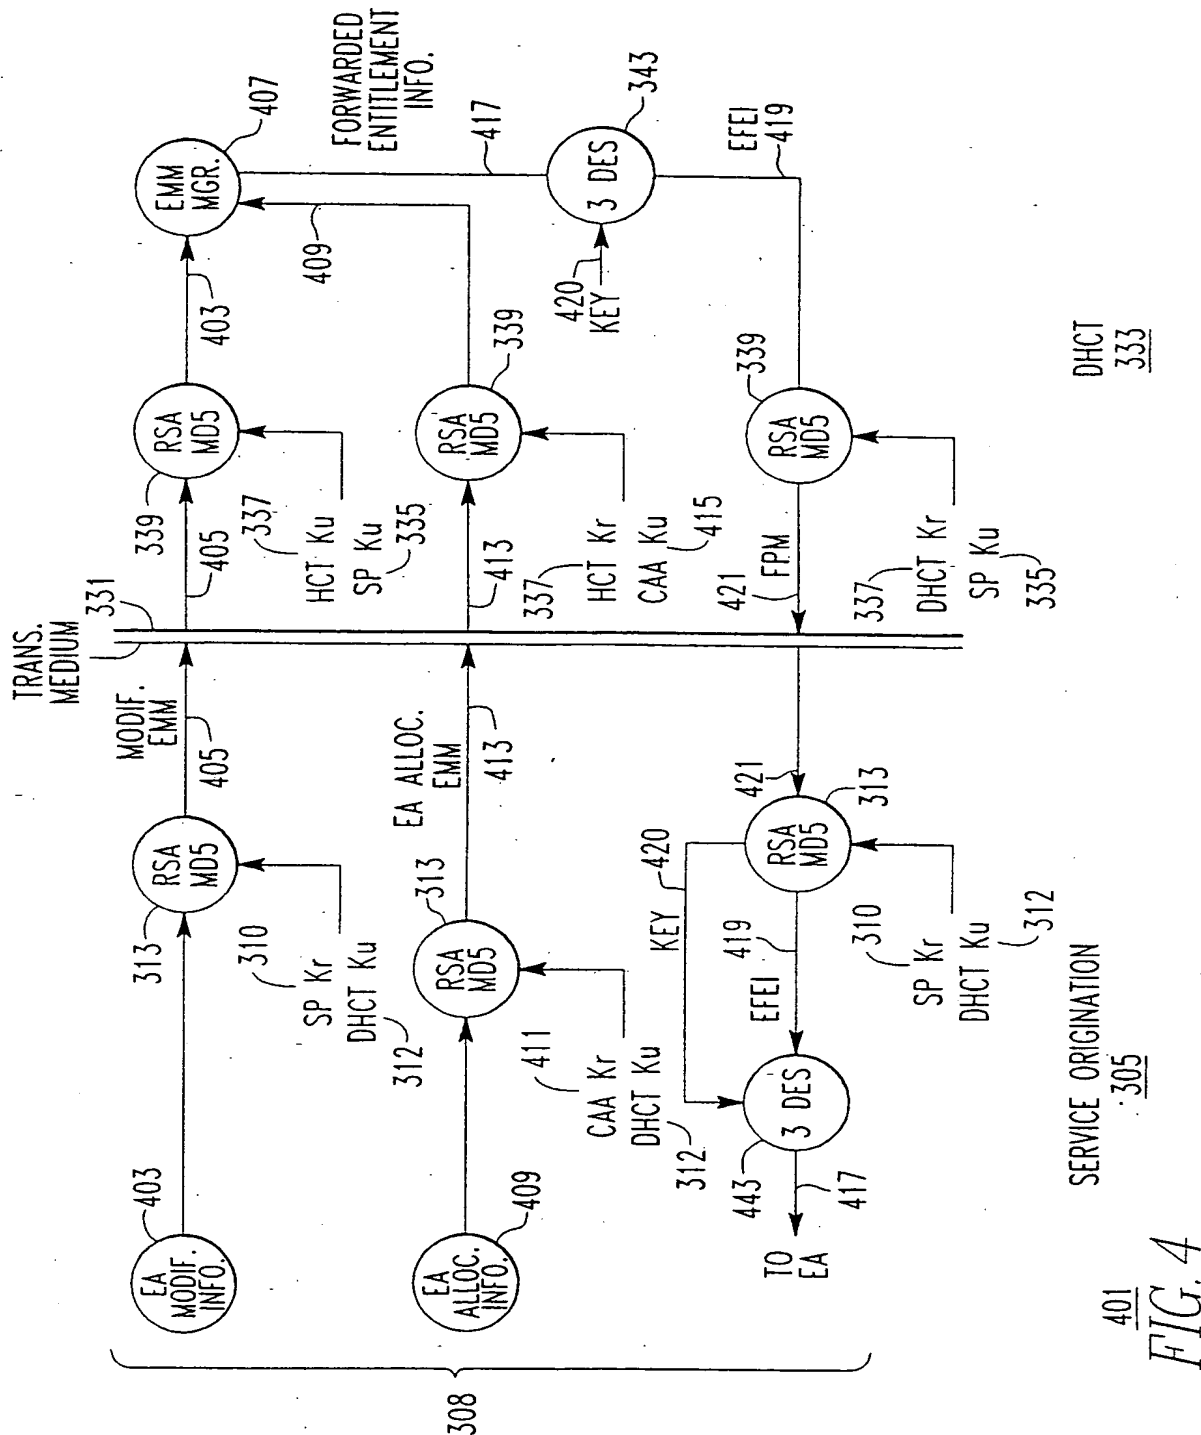 TRANS.
MEDIUM
331
EA
MODIF.
INFO.
403
313
RSA
MD5
310
SP Kr
DHCT Ku
312
MODIF.
EMM
405
405
339
RSA
MD5
337
HCT Ku
SP Ku
335
403
EMM
MGR.
407
308
EA
ALLOC.
INFO.
409
RSA
MD5
313
411
CAA Kr
DHCT Ku
312
EA ALLOC.
EMM
413
413
RSA
MD5
339
337
HCT Kr
CAA Ku
415
409
FORWARDED
ENTITLEMENT
INFO.
417
3 DES
343
420
KEY
EFEI
419
TO
EA
417
3 DES
443
KEY
420
419
EFEI
RSA
MD5
313
310
SP Kr
DHCT Ku
312
421
421
FPM
RSA
MD5
339
337
DHCT Kr
SP Ku
335
SERVICE ORIGINATION
305
DHCT
333
401
FIG. 4